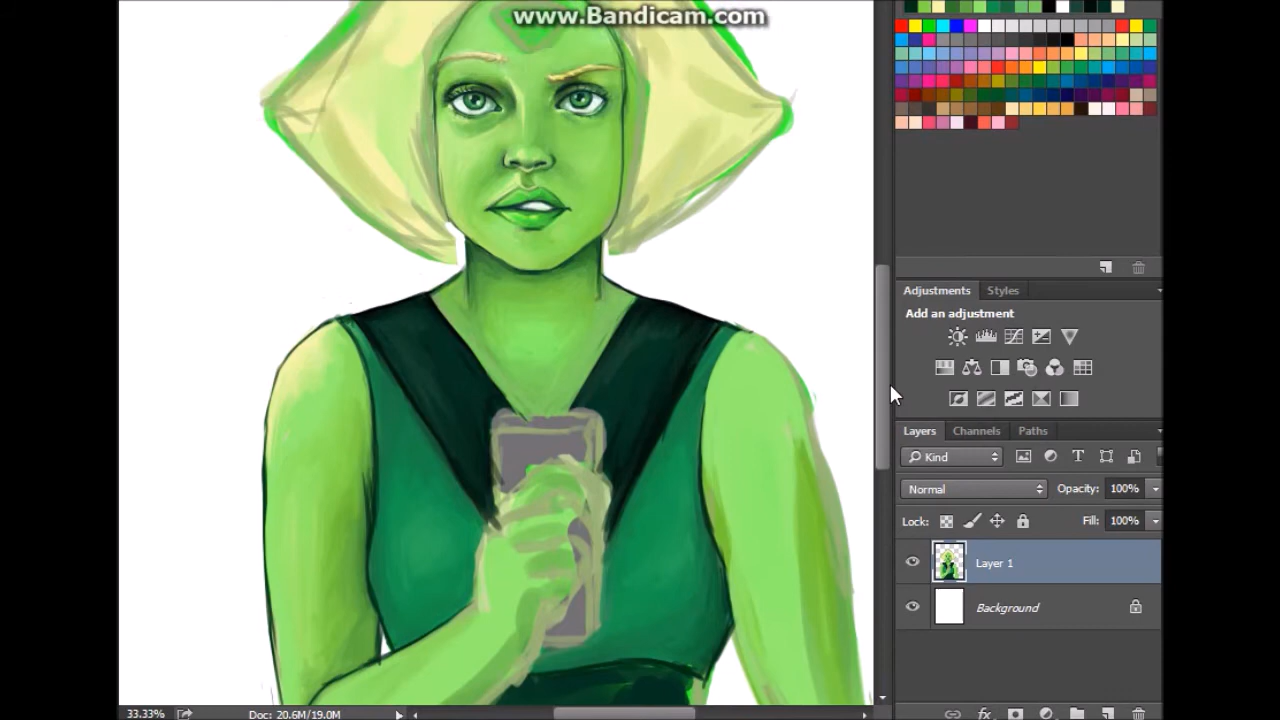 www.Bandicam.com
Adjustments Styles
Add an adjustment
Layers Channels Paths
Kind
Normal Opacity: 100%
Lock: Fill: 100%
Layer 1
Background
33.33% Doc: 20.6M/19.0M
fx